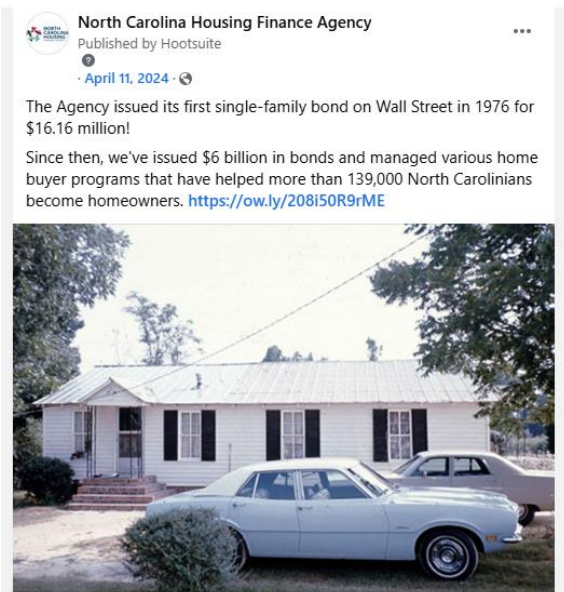 NORTH
CAROLINA
HOUSING
North Carolina Housing Finance Agency
Published by Hootsuite
· April 11, 2024 ·
The Agency issued its first single-family bond on Wall Street in 1976 for
$16.16 million!
Since then, we've issued $6 billion in bonds and managed various home
buyer programs that have helped more than 139,000 North Carolinians
become homeowners. https://ow.ly/208i50R9rME